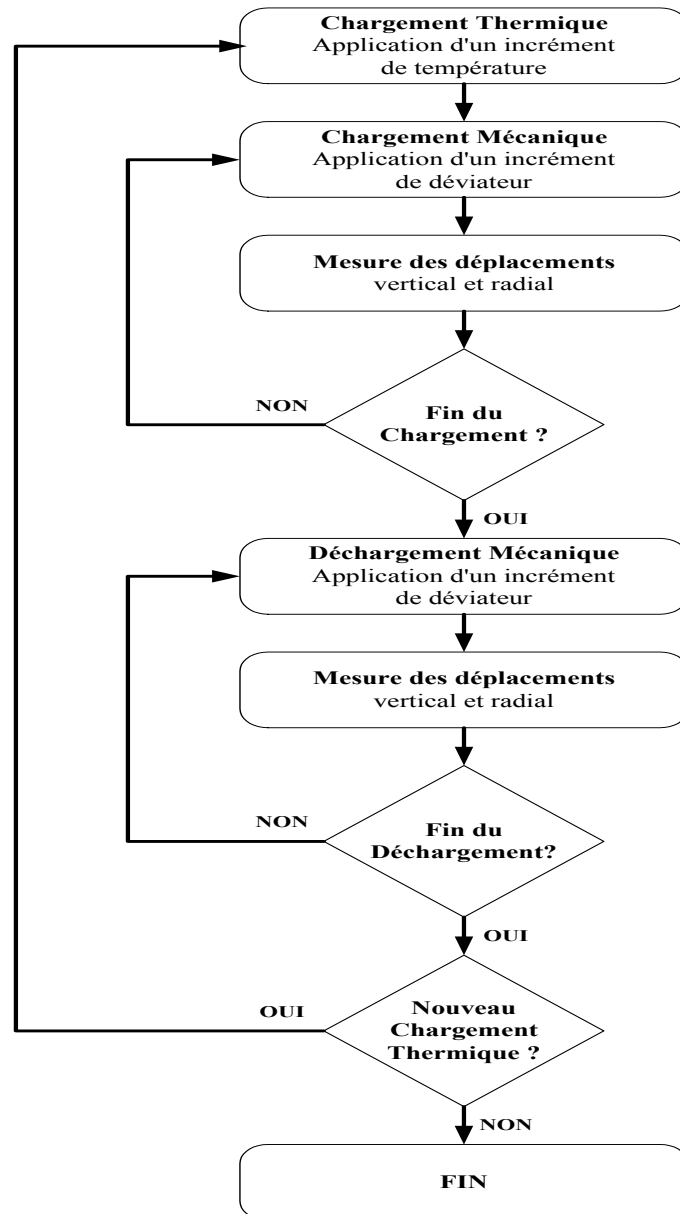 Chargement Thermique
Application d'un incrément
de température
Chargement Mécanique
Application d'un incrément
de déviateur
Mesure des déplacements
vertical et radial
NON
Fin du
Chargement ?
OUI
Déchargement Mécanique
Application d'un incrément
de déviateur
Mesure des déplacements
vertical et radial
NON
Fin du
Déchargement?
OUI
OUI
Nouveau
Chargement
Thermique ?
NON
FIN